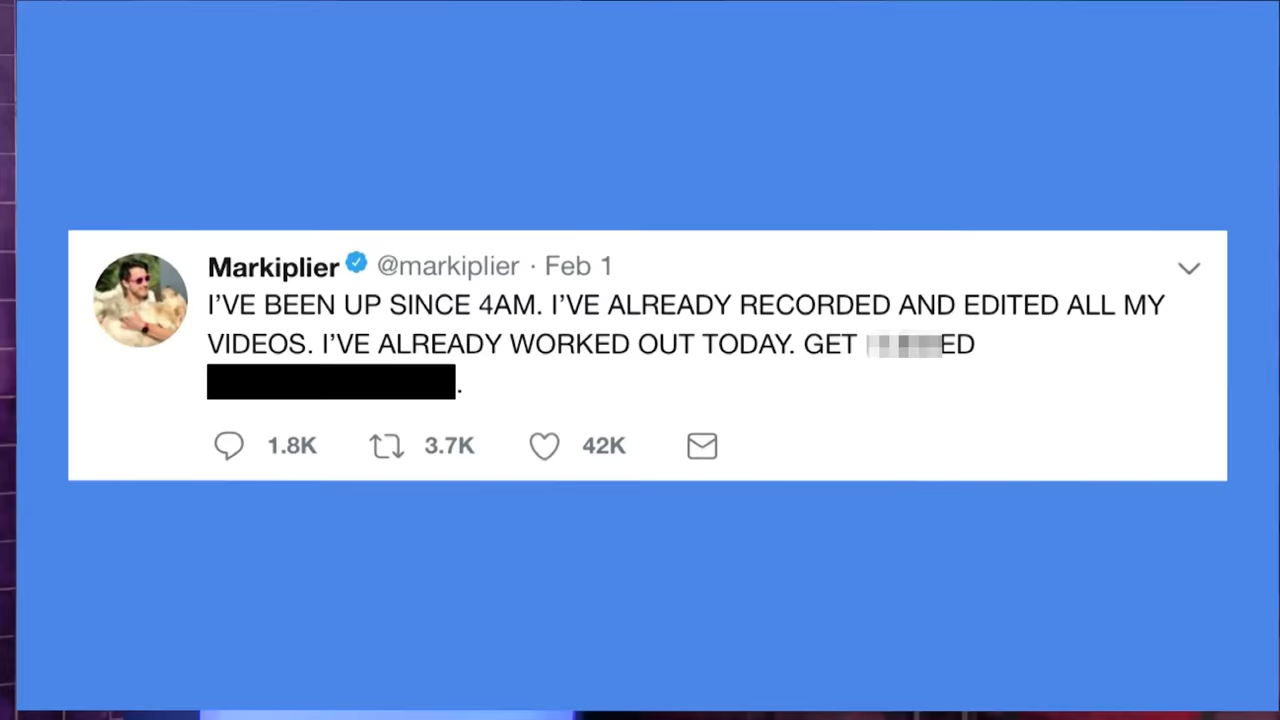 Markiplier @markiplier · Feb 1
I'VE BEEN UP SINCE 4AM. I'VE ALREADY RECORDED AND EDITED ALL MY
VIDEOS. I'VE ALREADY WORKED OUT TODAY. GET ED
.
1.8K 3.7K 42K